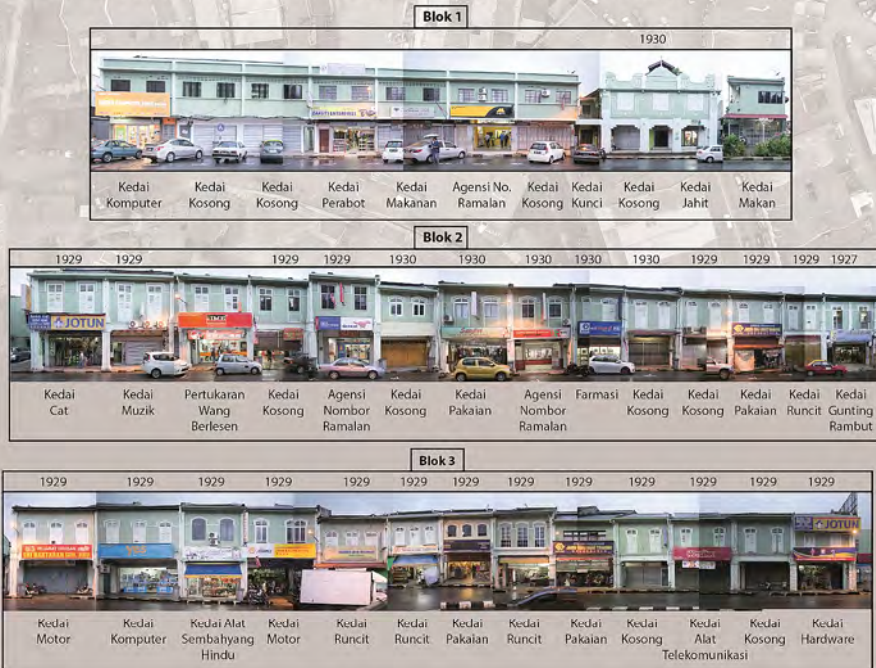 Blok 1
1930
Kedai Komputer
Kedai Kosong
Kedai Kosong
Kedai Perabot
Kedai Makanan
Agensi No. Ramalan
Kedai Kosong
Kedai Kunci
Kedai Kosong
Kedai Jahit
Kedai Makan
Blok 2
1929 1929 1929 1929 1930 1930 1930 1930 1930 1929 1929 1929 1927
JOTUN
Kedai Cat
Kedai Muzik
Pertukaran Wang Berlesen
Kedai Kosong
Agensi Nombor Ramalan
Kedai Kosong
Kedai Pakaian
Agensi Nombor Ramalan
Farmasi
Kedai Kosong
Kedai Kosong
Kedai Pakaian
Kedai Runcit
Kedai Gunting Rambut
Blok 3
1929 1929 1929 1929 1929 1929 1929 1929 1929 1929 1929 1929 1929
JOTUN
Kedai Motor
Kedai Komputer
Kedai Alat Sembahyang Hindu
Kedai Motor
Kedai Runcit
Kedai Runcit
Kedai Pakaian
Kedai Runcit
Kedai Pakaian
Kedai Kosong
Kedai Alat Telekomunikasi
Kedai Kosong
Kedai Hardware